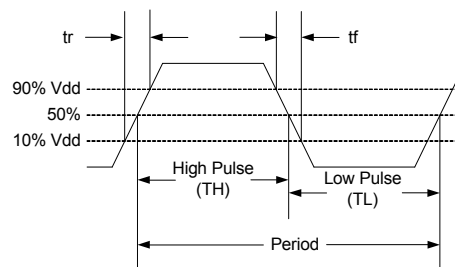 tr
tf
90% Vdd
50%
10% Vdd
High Pulse
(TH)
Low Pulse
(TL)
Period